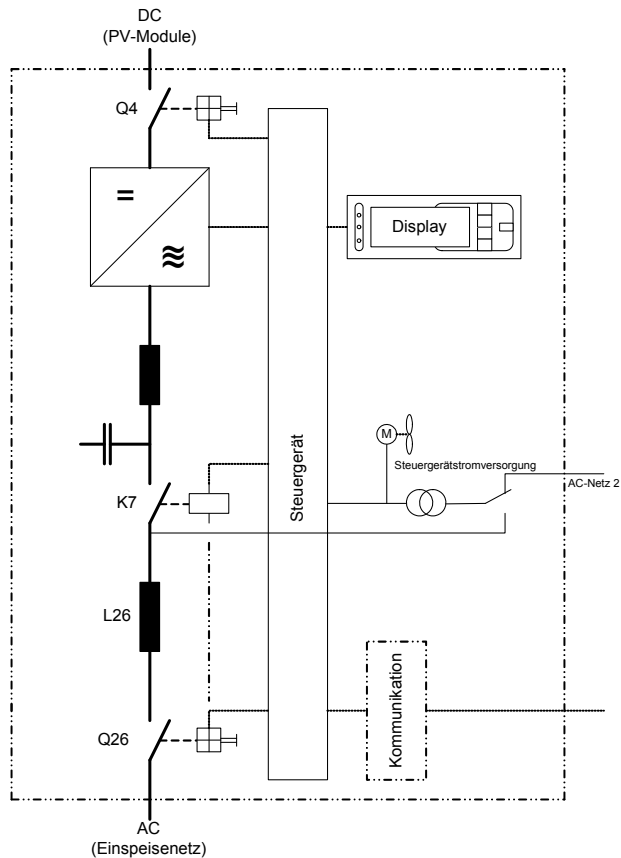 DC
(PV-Module)
Q4
=
≋
Display
M
Steuergerätstromversorgung
AC-Netz 2
Steuergerät
K7
L26
Kommunikation
Q26
AC
(Einspeisenetz)